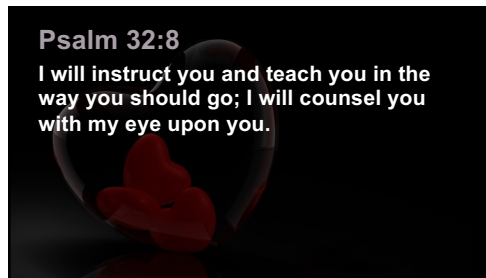 Psalm 32:8
I will instruct you and teach you in the
way you should go; I will counsel you
with my eye upon you.